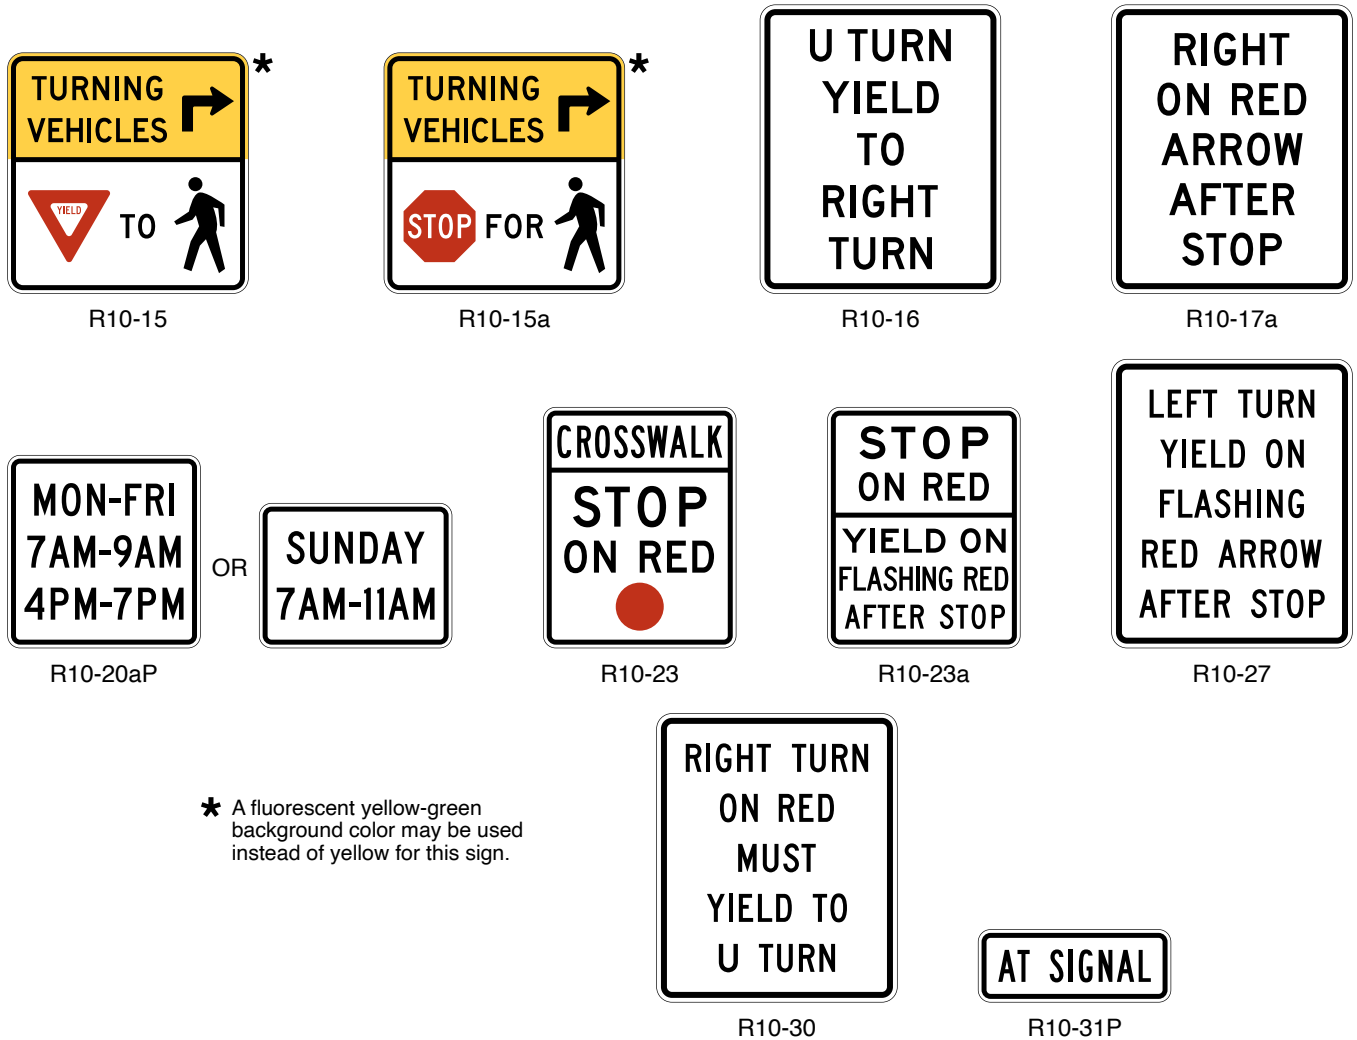 TURNING
VEHICLES
YIELD
TO
R10-15
*
TURNING
VEHICLES
STOP FOR
R10-15a
*
U TURN
YIELD
TO
RIGHT
TURN
R10-16
RIGHT
ON RED
ARROW
AFTER
STOP
R10-17a
MON-FRI
7AM-9AM
4PM-7PM
OR
SUNDAY
7AM-11AM
R10-20aP
CROSSWALK
STOP
ON RED
R10-23
STOP
ON RED
YIELD ON
FLASHING RED
AFTER STOP
R10-23a
LEFT TURN
YIELD ON
FLASHING
RED ARROW
AFTER STOP
R10-27
* A fluorescent yellow-green
background color may be used
instead of yellow for this sign.
RIGHT TURN
ON RED
MUST
YIELD TO
U TURN
R10-30
AT SIGNAL
R10-31P